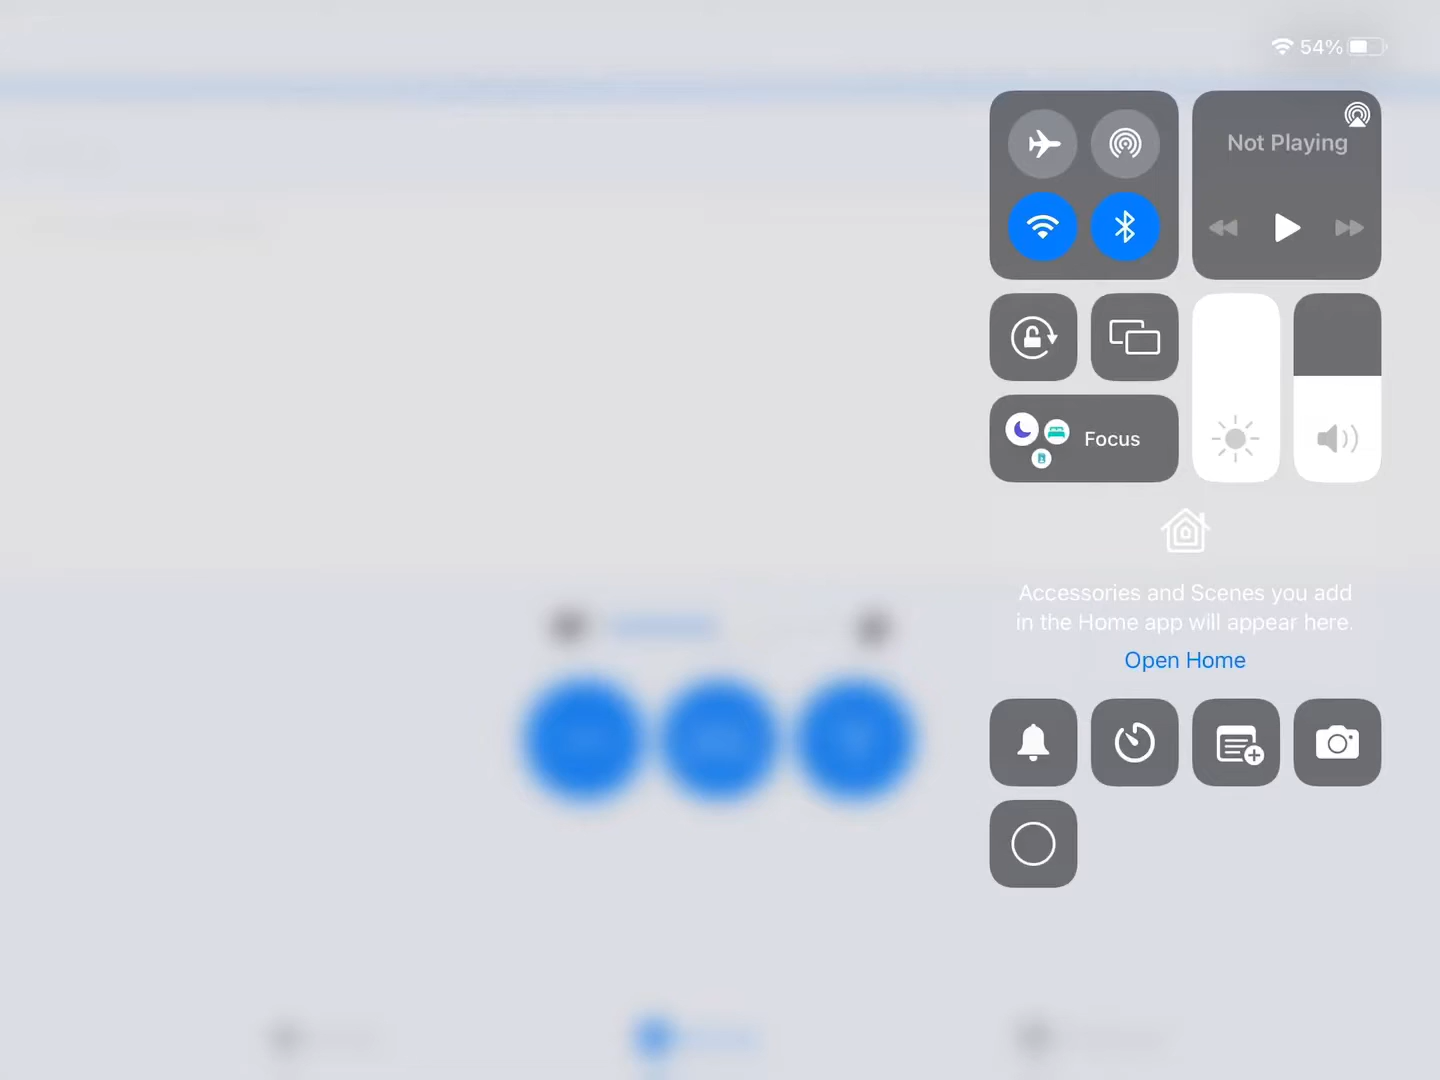 54%
Not Playing
Focus
Accessories and Scenes you add
in the Home app will appear here.
Open Home